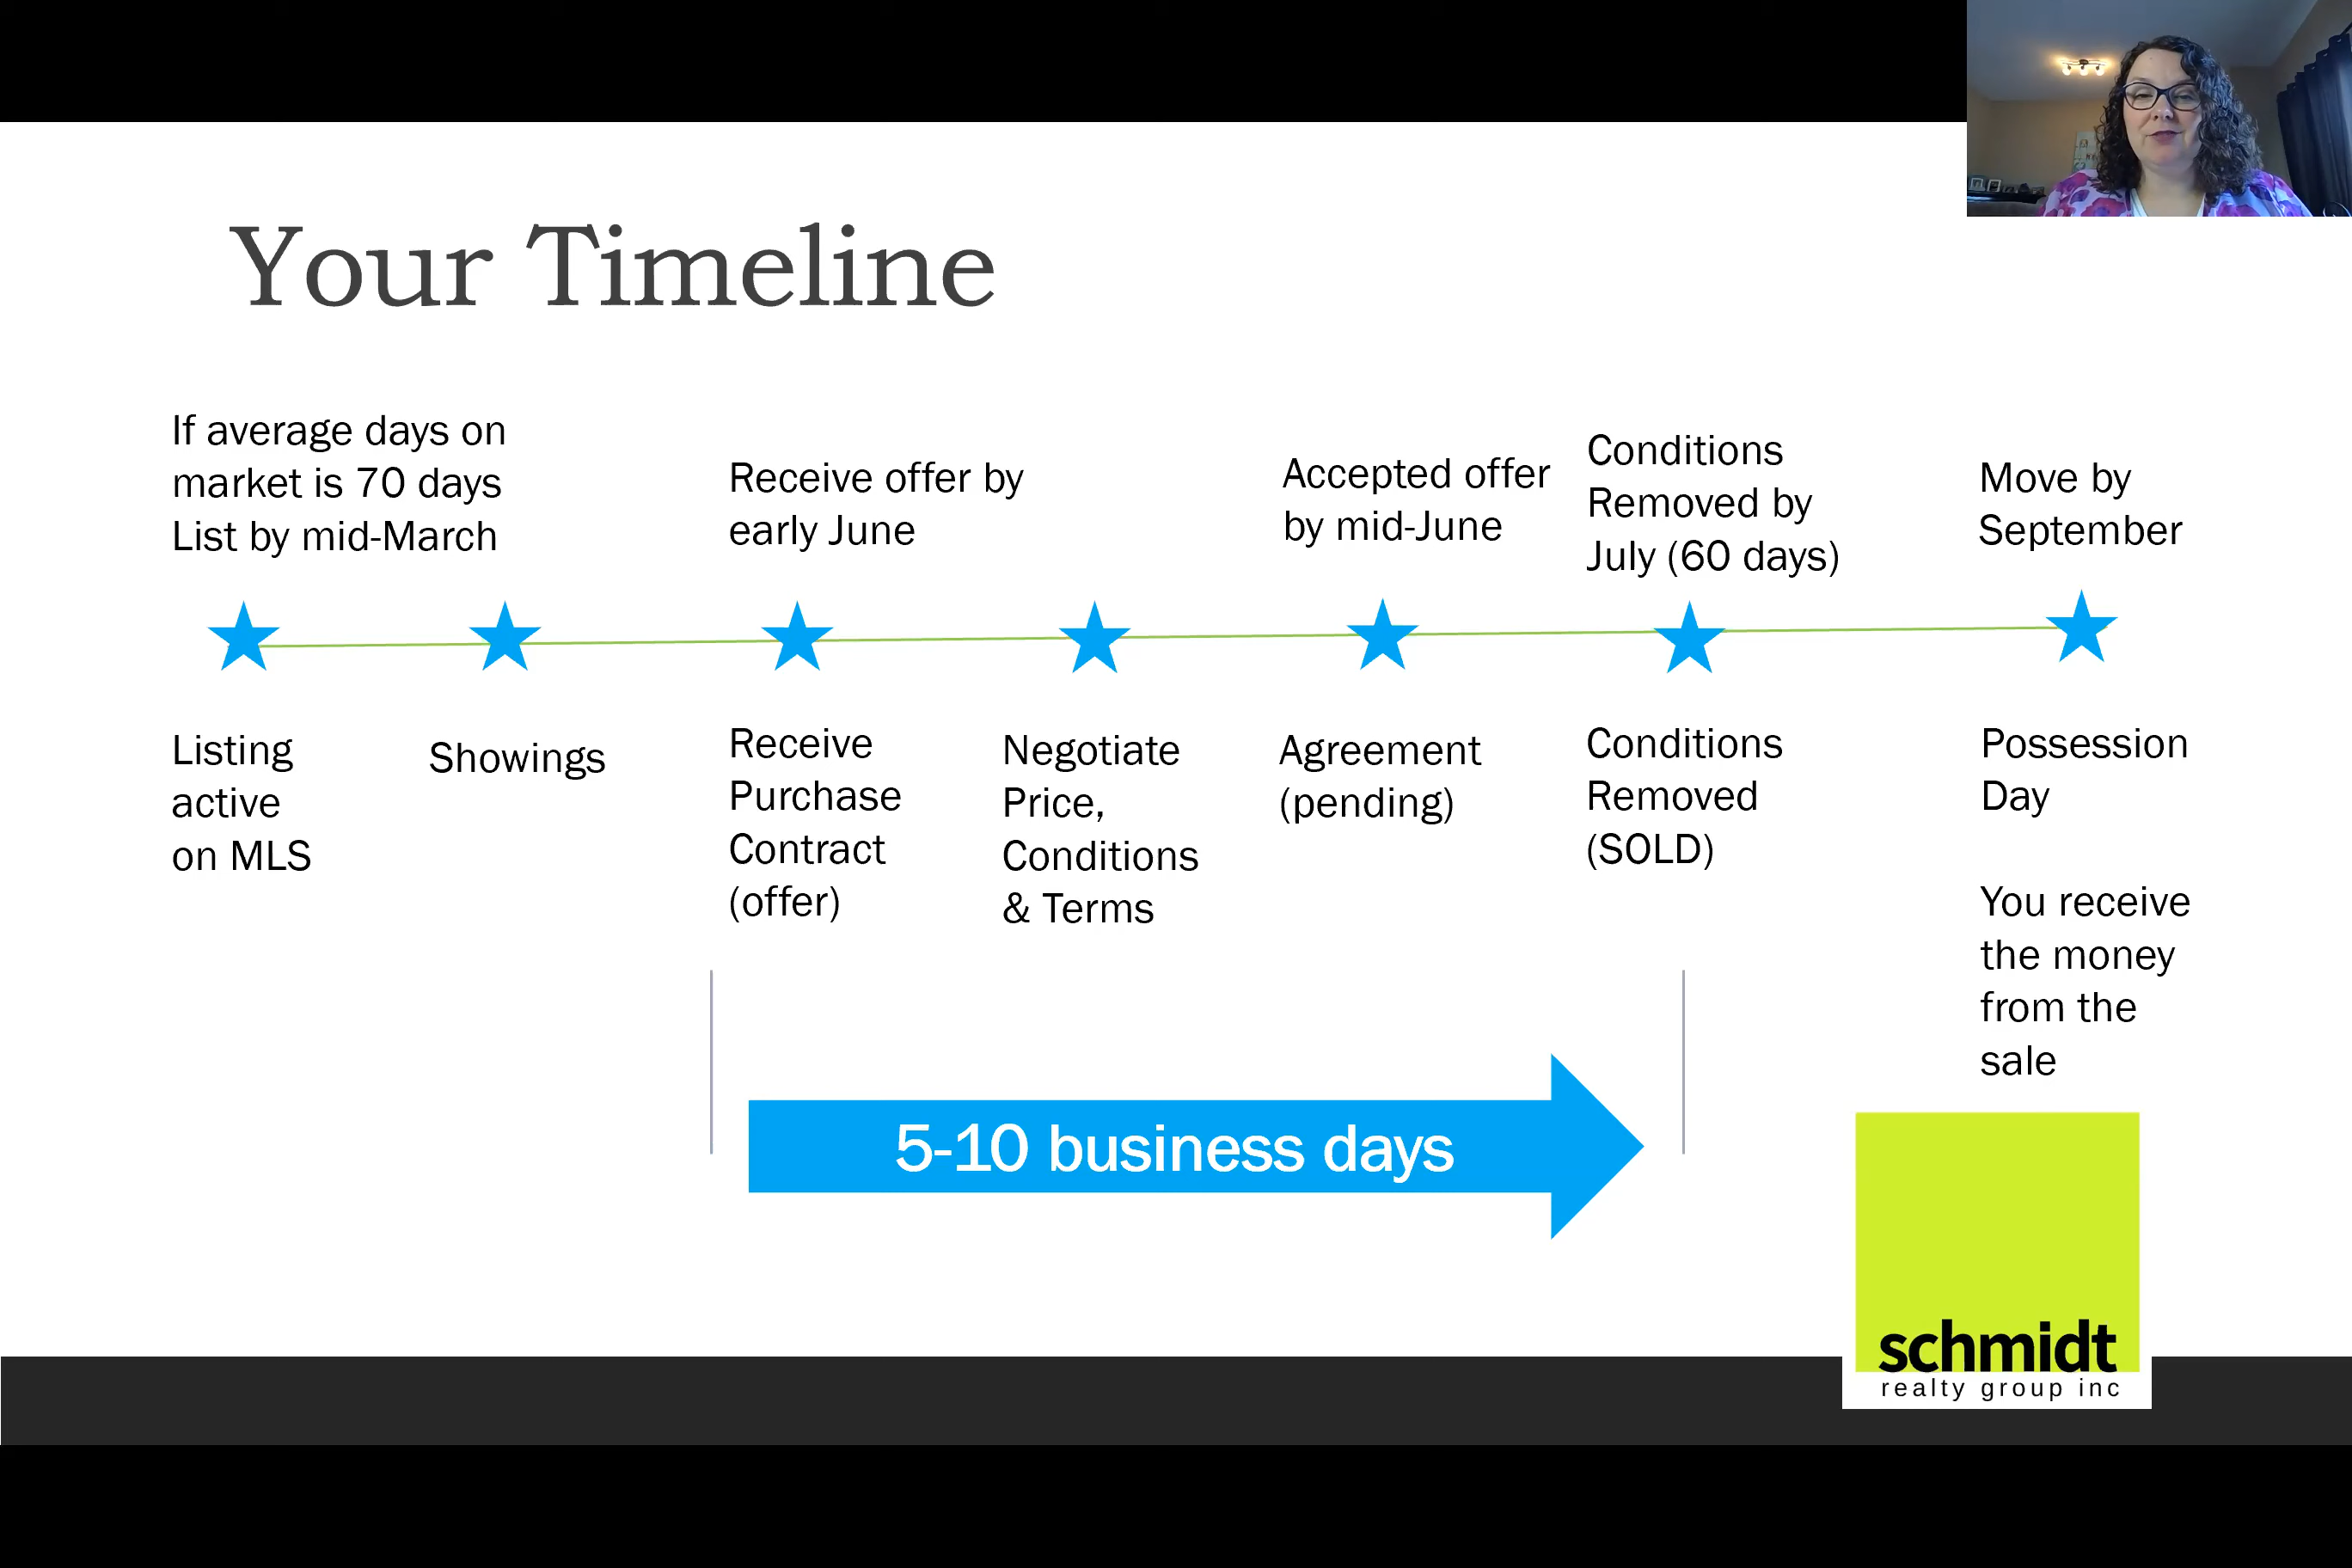 Your Timeline
If average days on
market is 70 days
List by mid-March
Receive offer by
early June
Accepted offer
by mid-June
Conditions
Removed by
July (60 days)
Move by
September
Listing
active
on MLS
Showings
Receive
Purchase
Contract
(offer)
Negotiate
Price,
Conditions
& Terms
Agreement
(pending)
Conditions
Removed
(SOLD)
Possession
Day
You receive
the money
from the
sale
5-10 business days
schmidt
realty group inc